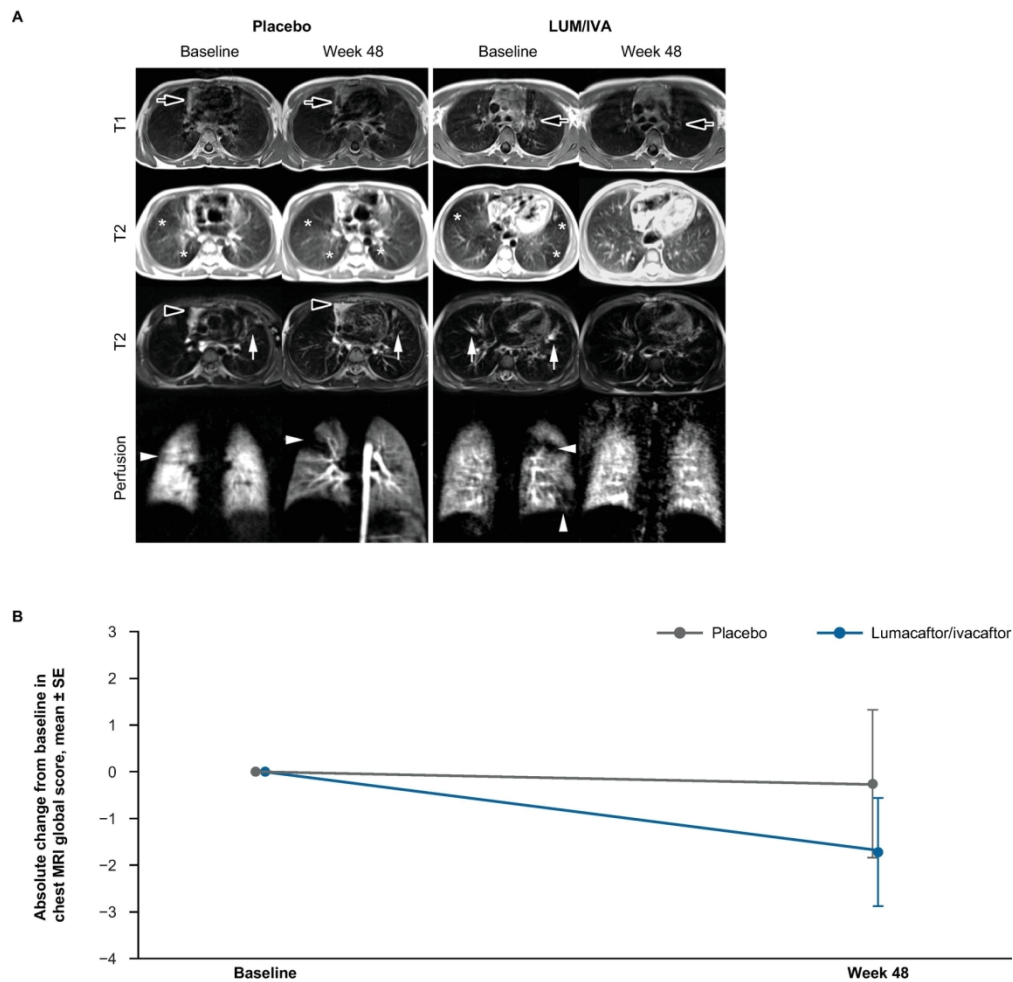 A
Placebo
LUM/IVA
Baseline
Week 48
Baseline
Week 48
T1
T2
*
*
*
*
*
*
*
*
T2
Perfusion
B
Placebo
Lumacaftor/ivacaftor
Absolute change from baseline in
chest MRI global score, mean ± SE
3
2
1
0
−1
−2
−3
−4
Baseline
Week 48